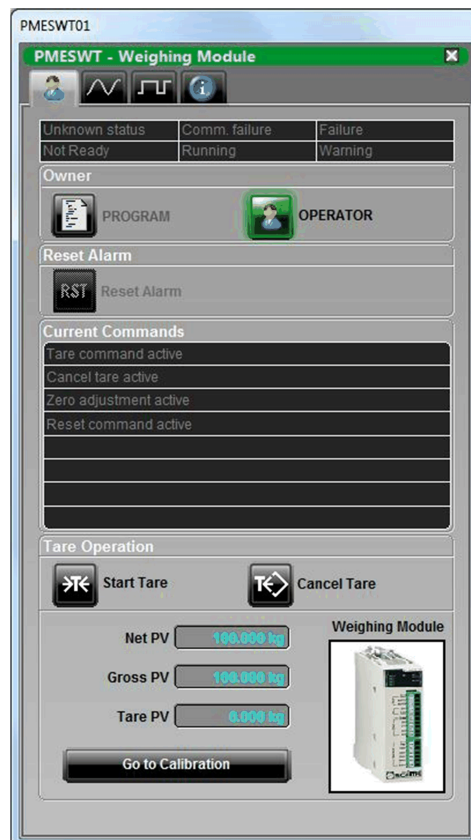 PMESWT01
PMESWT - Weighing Module
Unknown status Comm. failure Failure
Not Ready Running Warning
Owner
PROGRAM OPERATOR
Reset Alarm
RST Reset Alarm
Current Commands
Tare command active
Cancel tare active
Zero adjustment active
Reset command active
Tare Operation
Start Tare Cancel Tare
Weighing Module
Net PV 100.000 kg
Gross PV 100.000 kg
Tare PV 0.000 kg
Go to Calibration